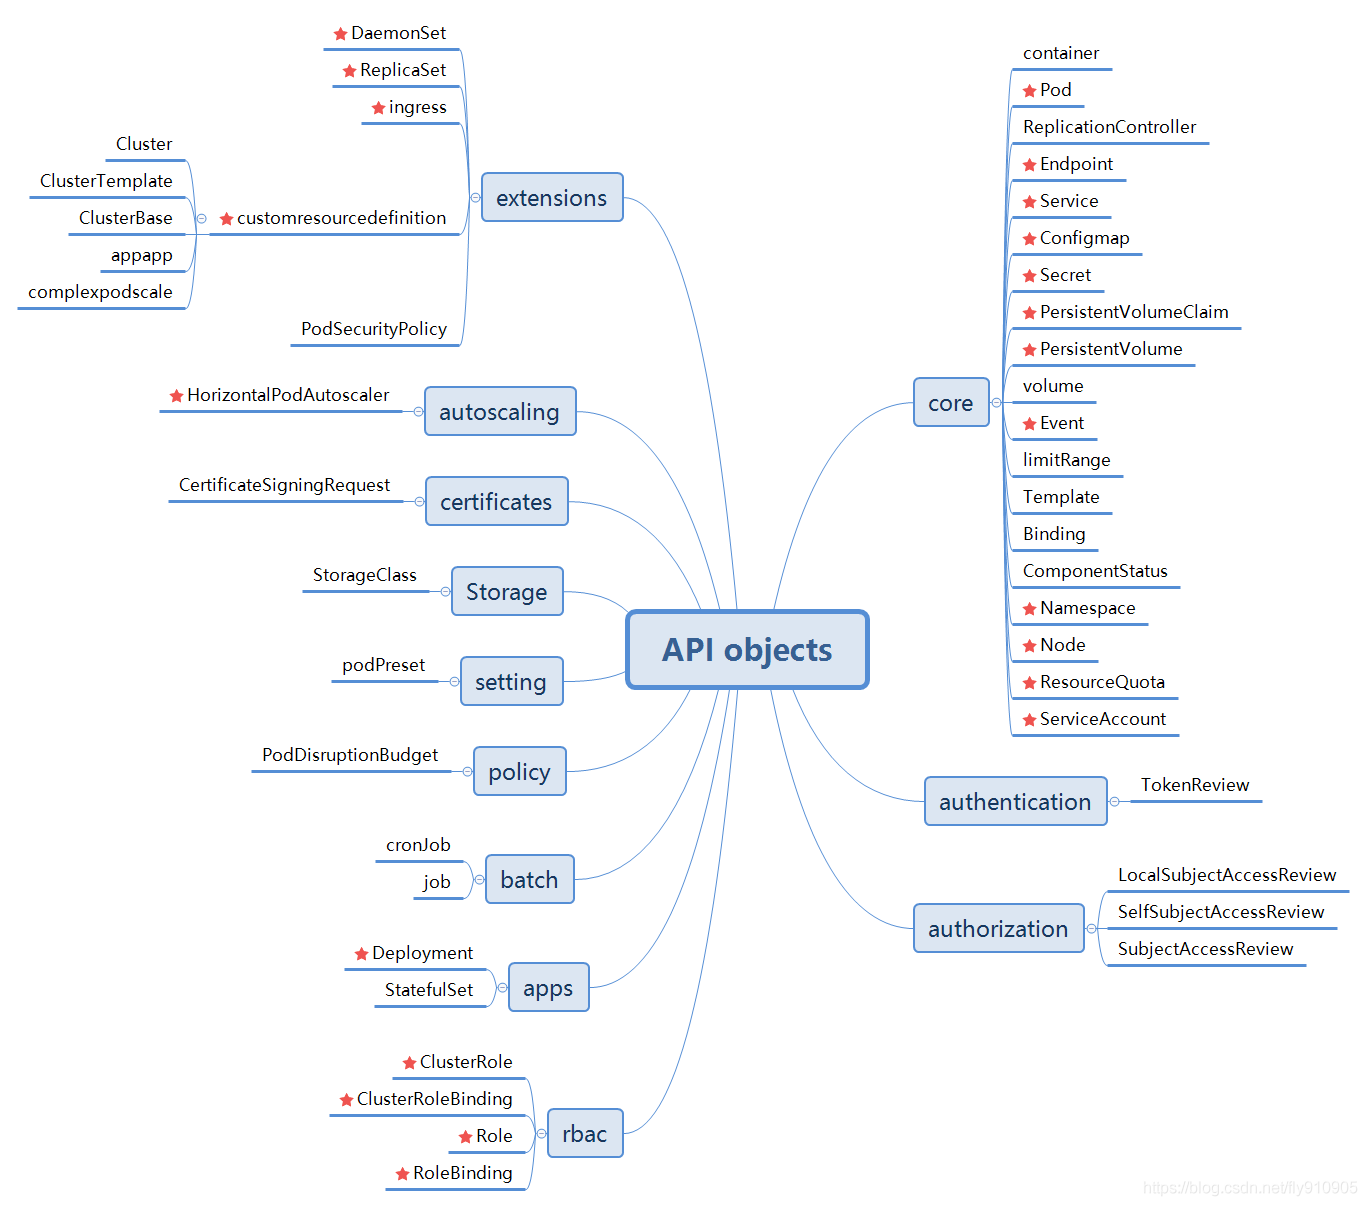 API objects
extensions
DaemonSet
ReplicaSet
ingress
customresourcedefinition
Cluster
ClusterTemplate
ClusterBase
appapp
complexpodscale
PodSecurityPolicy
autoscaling
HorizontalPodAutoscaler
certificates
CertificateSigningRequest
Storage
StorageClass
setting
podPreset
policy
PodDisruptionBudget
batch
cronJob
job
apps
Deployment
StatefulSet
rbac
ClusterRole
ClusterRoleBinding
Role
RoleBinding
core
container
Pod
ReplicationController
Endpoint
Service
Configmap
Secret
PersistentVolumeClaim
PersistentVolume
volume
Event
limitRange
Template
Binding
ComponentStatus
Namespace
Node
ResourceQuota
ServiceAccount
authentication
TokenReview
authorization
LocalSubjectAccessReview
SelfSubjectAccessReview
SubjectAccessReview
https://blog.csdn.net/fly910905